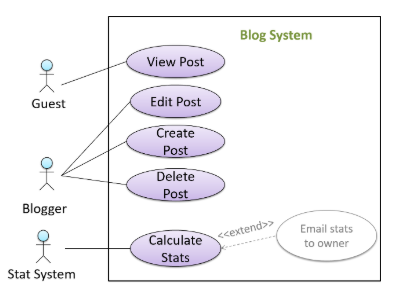 Blog System
View Post
Guest
Edit Post
Create
Post
Delete
Post
Blogger
Calculate
Stats
<<extend>>
Email stats
to owner
Stat System